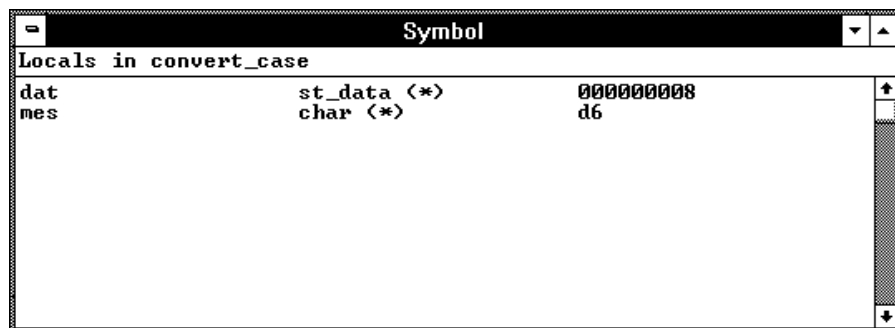 Symbol
Locals in convert_case
dat st_data (*) 000000008
mes char (*) d6